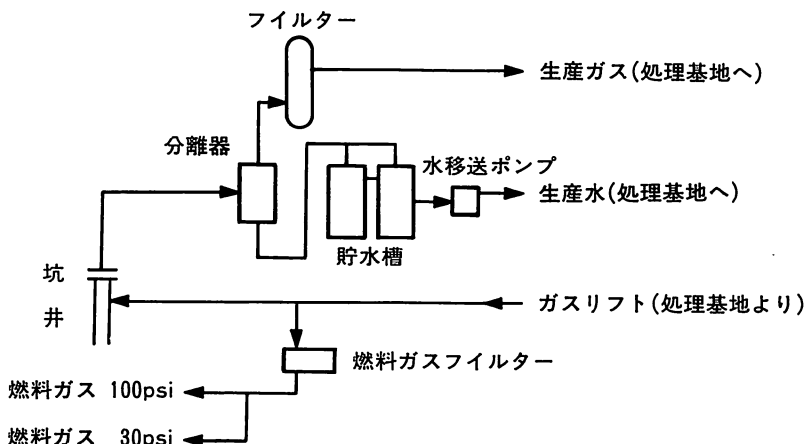 フイルター
生産ガス(処理基地へ)
分離器
水移送ポンプ
生産水(処理基地へ)
貯水槽
坑
井
ガスリフト(処理基地より)
燃料ガスフイルター
燃料ガス 100psi
燃料ガス 30psi